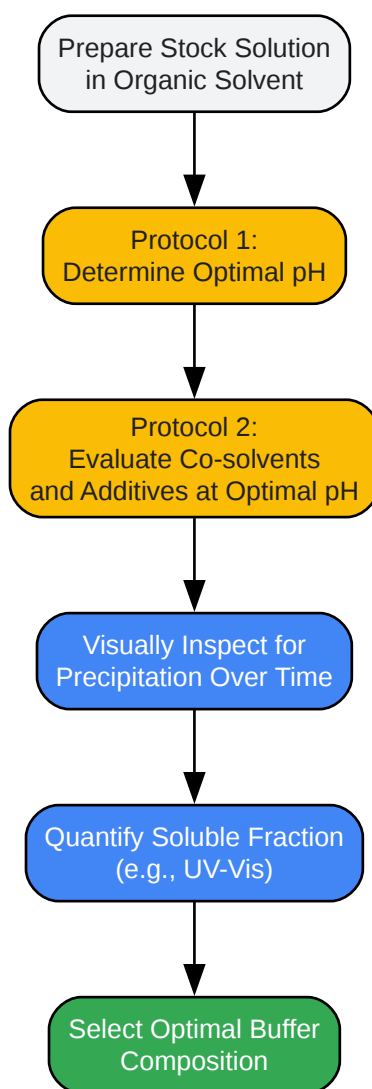 Prepare Stock Solution
in Organic Solvent
Protocol 1:
Determine Optimal pH
Protocol 2:
Evaluate Co-solvents
and Additives at Optimal pH
Visually Inspect for
Precipitation Over Time
Quantify Soluble Fraction
(e.g., UV-Vis)
Select Optimal Buffer
Composition